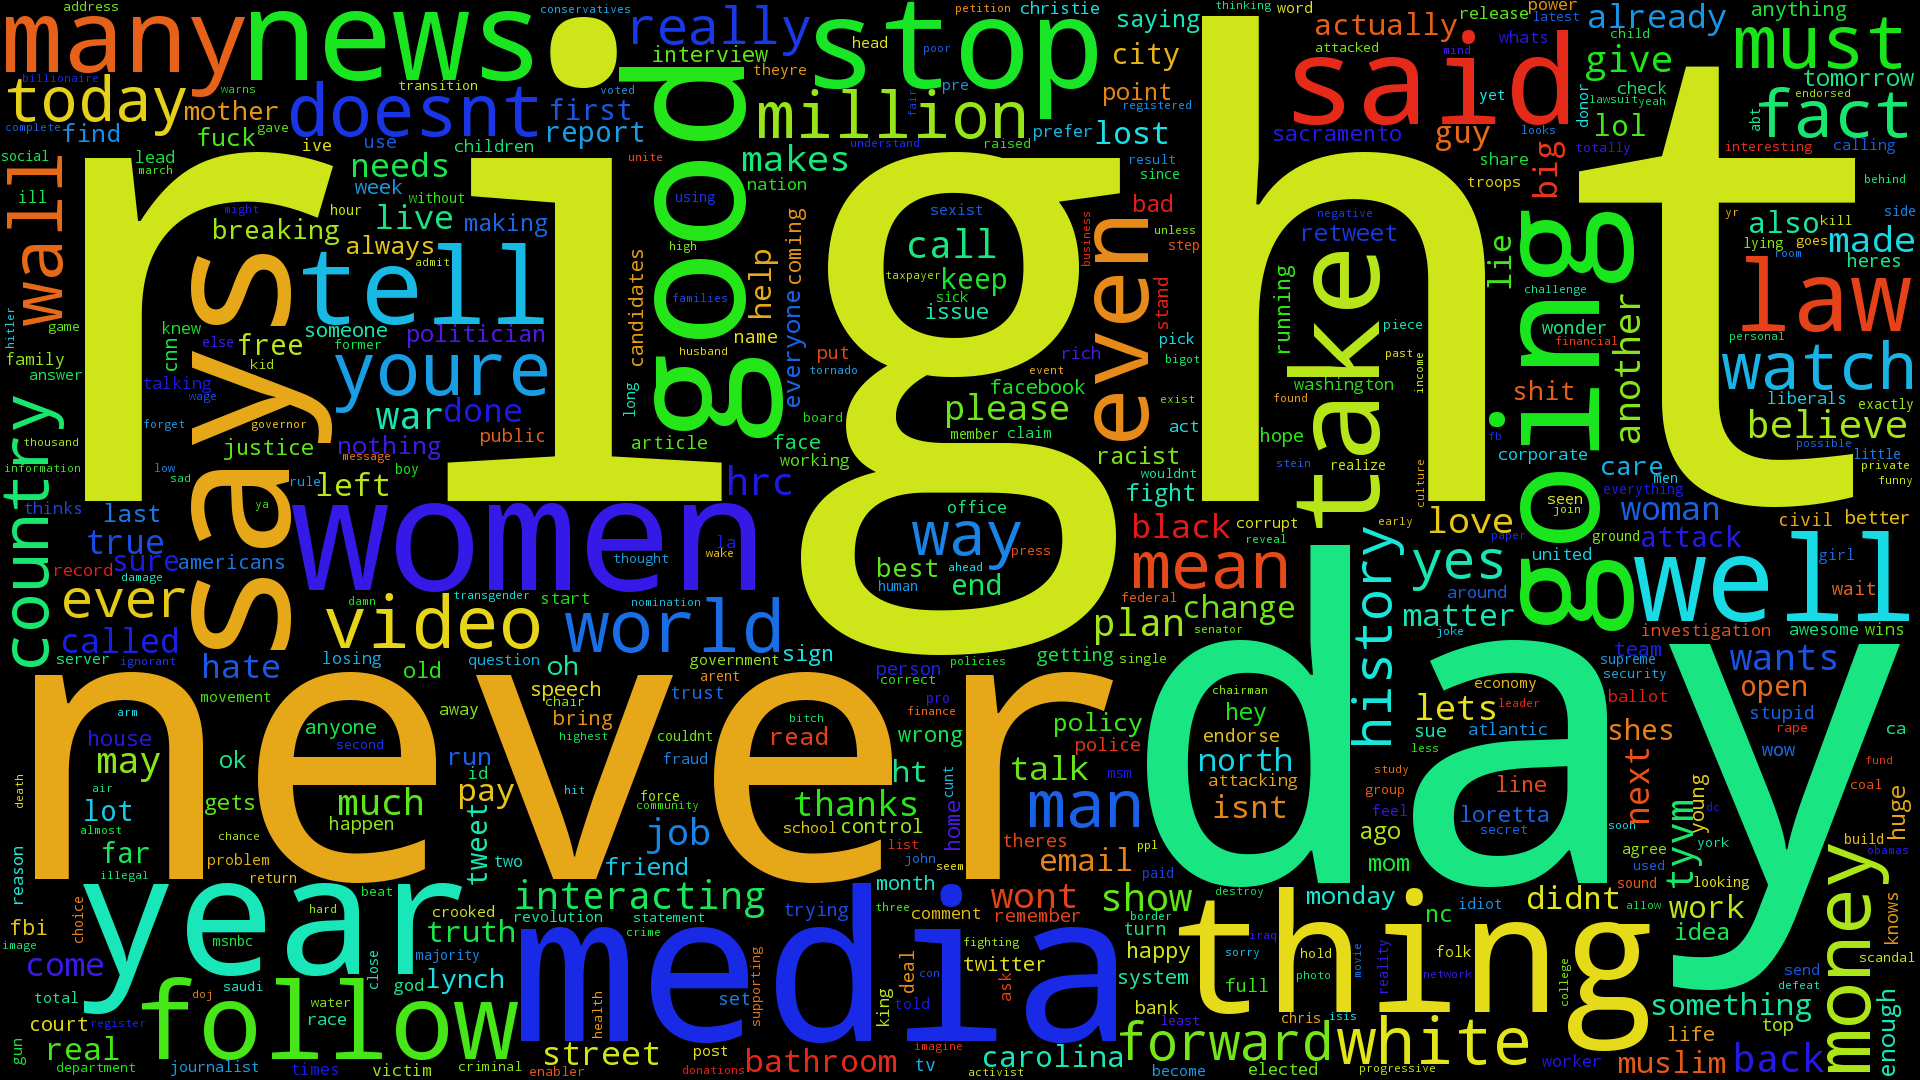 right
never
day
media
thing
women
year
follow
says
good
going
news
stop
many
said
well
take
even
tell
youre
world
video
law
watch
fact
must
million
doesnt
today
really
money
white
forward
man
mean
history
country
wall
way
ever
back
street
plan
yes
believe
something
call
keep
issue
please
facebook
sexist
taxpayer
sick
member
claim
office
press
best
ahead
human
end
address
conservatives
petition
christie
saying
thinking
word
actually
release
power
latest
already
anything
billionaire
transition
warns
mother
find
complete
fuck
gave
ive
use
first
report
children
voted
theyre
interview
head
poor
pre
fair
understand
raised
prefer
lost
registered
point
city
attacked
mind
whats
yet
sacramento
guy
looks
donor
give
child
check
lawsuit
yeah
lol
abt
endorsed
tomorrow
calling
interesting
totally
share
big
troops
social
lead
march
ill
needs
week
without
hour
might
live
making
breaking
always
admit
unite
makes
nation
using
high
families
husband
help
coming
everyone
candidates
name
long
put
tornado
board
face
working
article
hrc
result
since
bad
unless
step
business
stand
pick
bigot
rich
event
exist
act
racist
wouldnt
fight
black
corrupt
reveal
federal
change
senator
negative
retweet
running
washington
piece
past
income
found
hope
realize
stein
culture
early
lie
challenge
wonder
financial
shit
liberals
another
fb
corporate
care
everything
men
seen
join
woman
ground
attack
united
paper
love
around
matter
joke
also
kill
yr
lying
goes
side
behind
made
heres
room
personal
exactly
possible
little
private
funny
civil
better
girl
wait
investigation
awesome
wins
team
hitler
game
family
answer
knew
cnn
else
free
kid
talking
wage
forget
governor
justice
someone
former
politician
war
done
nothing
message
public
boy
rule
left
low
sad
ya
thousand
information
thinks
last
true
sure
americans
record
damage
called
server
ignorant
hate
damn
transgender
start
thought
la
wake
nomination
losing
old
question
oh
sign
government
arent
trust
person
correct
policies
getting
single
movement
arm
house
may
air
lot
almost
far
illegal
death
reason
ok
gets
chance
problem
return
anyone
second
much
happen
away
speech
chair
bring
highest
run
id
pay
tweet
two
hit
job
friend
fraud
couldnt
force
community
bitch
read
thanks
school
control
pro
finance
wrong
ht
cunt
home
list
john
seem
theres
talk
msm
ppl
email
paid
policy
police
chairman
hey
endorse
north
attacking
isnt
economy
lets
leader
sue
less
atlantic
study
group
feel
line
loretta
secret
ago
mom
wants
supreme
security
ballot
open
shes
stupid
rape
wow
ca
fund
next
coal
huge
young
dc
soon
tyvm
york
agree
used
build
obamas
sound
looking
allow
work
idea
knows
scandal
send
defeat
enough
top
life
muslim
worker
fbi
image
choice
come
total
court
register
real
gun
department
msnbc
saudi
doj
water
race
journalist
times
hard
beat
close
god
crooked
truth
majority
lynch
victim
criminal
interacting
revolution
statement
crime
trying
set
supporting
health
enabler
post
donations
bathroom
month
three
comment
wont
remember
fighting
twitter
con
told
deal
king
ask
imagine
tv
activist
carolina
show
border
turn
happy
system
bank
least
become
destroy
monday
iraq
sorry
hold
photo
full
chris
isis
elected
movie
reality
nc
idiot
folk
network
college
didnt
progressive